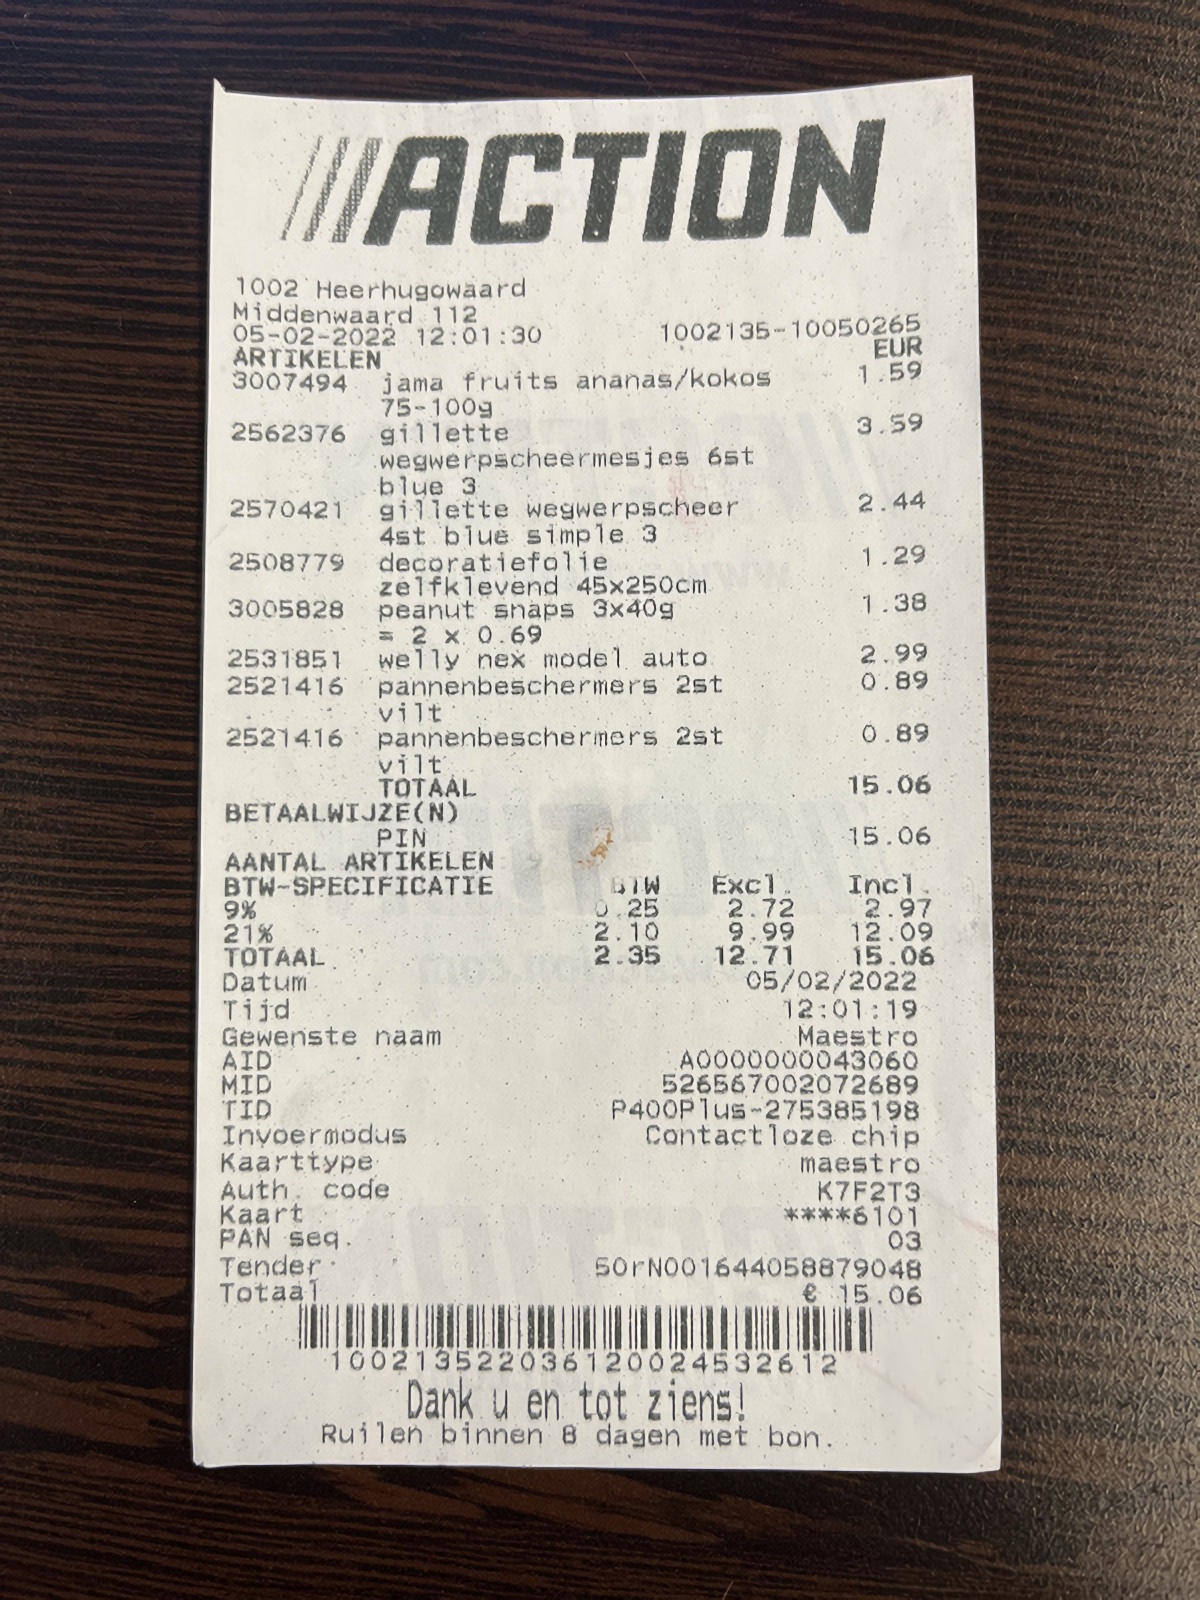 ACTION
1002 Heerhugowaard
Middenwaard 112
05-02-2022 12:01:30 1002135-10050265
ARTIKELEN EUR
3007494 jama fruits ananas/kokos 1.59
75-100g
2562376 gillette 3.59
wegwerpscheermesjes 6st
blue 3
2570421 gillette wegwerpscheer 2.44
4st blue simple 3
2508779 decoratiefolie 1.29
zelfklevend 45x250cm
3005828 peanut snaps 3x40g 1.38
= 2 x 0.69
2531851 welly nex model auto 2.99
2521416 pannenbeschermers 2st 0.89
vilt
2521416 pannenbeschermers 2st 0.89
vilt
TOTAAL 15.06
BETAALWIJZE(N)
PIN 15.06
AANTAL ARTIKELEN 9
BTW-SPECIFICATIE BTW Excl. Incl.
9% 0.25 2.72 2.97
21% 2.10 9.99 12.09
TOTAAL 2.35 12.71 15.06
Datum 05/02/2022
Tijd 12:01:19
Gewenste naam Maestro
AID A0000000043060
MID 526567002072689
TID P400Plus-275385198
Invoermodus Contactloze chip
Kaarttype maestro
Auth. code K7F2T3
Kaart ****6101
PAN seq. 03
Tender 50rN001644058879048
Totaal € 15.06
100213522036120024532612
Dank u en tot ziens!
Ruilen binnen 8 dagen met bon.